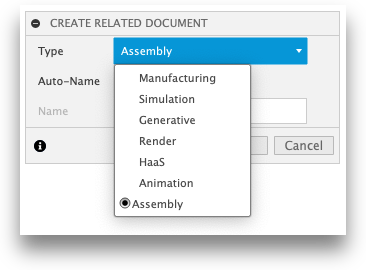 CREATE RELATED DOCUMENT
Type
Assembly
Manufacturing
Auto-Name
Simulation
Generative
Name
Render
HaaS
Cancel
Animation
Assembly